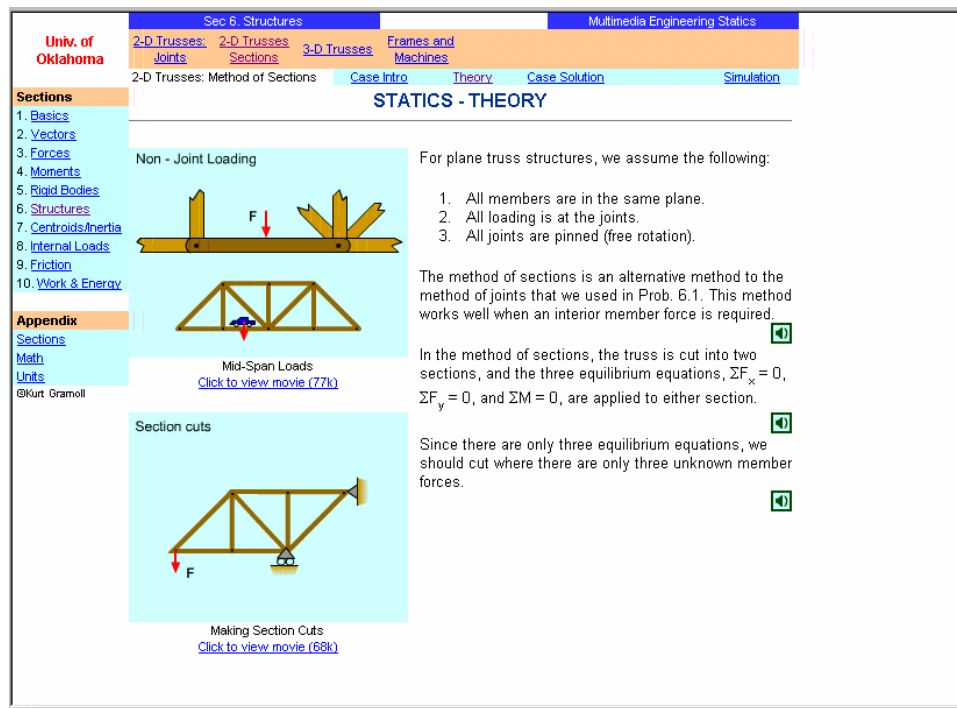 Sec 6. Structures
Multimedia Engineering Statics
Univ. of
Oklahoma
2-D Trusses:
Joints
2-D Trusses
Sections
3-D Trusses
Frames and
Machines
2-D Trusses: Method of Sections
Case Intro
Theory
Case Solution
Simulation
STATICS - THEORY
Sections
1. Basics
2. Vectors
3. Forces
4. Moments
5. Rigid Bodies
6. Structures
7. Centroids/Inertia
8. Internal Loads
9. Friction
10. Work & Energy
Appendix
Sections
Math
Units
©Kurt Gramoll
Non - Joint Loading
F
Mid-Span Loads
Click to view movie (77k)
Section cuts
F
Making Section Cuts
Click to view movie (68k)
For plane truss structures, we assume the following:
1. All members are in the same plane.
2. All loading is at the joints.
3. All joints are pinned (free rotation).
The method of sections is an alternative method to the
method of joints that we used in Prob. 6.1. This method
works well when an interior member force is required.
In the method of sections, the truss is cut into two
sections, and the three equilibrium equations, ΣFx = 0,
ΣFy = 0, and ΣM = 0, are applied to either section.
Since there are only three equilibrium equations, we
should cut where there are only three unknown member
forces.